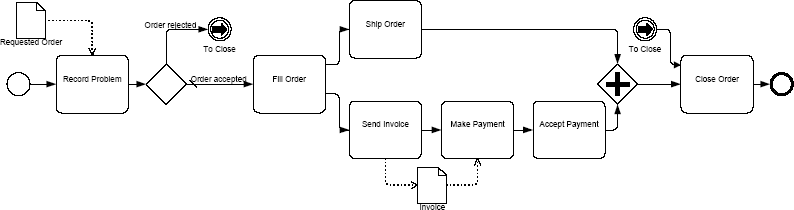 Requested Order
Record Problem
Order rejected
To Close
Order accepted
Fill Order
Ship Order
Send Invoice
Invoice
Make Payment
Accept Payment
To Close
Close Order